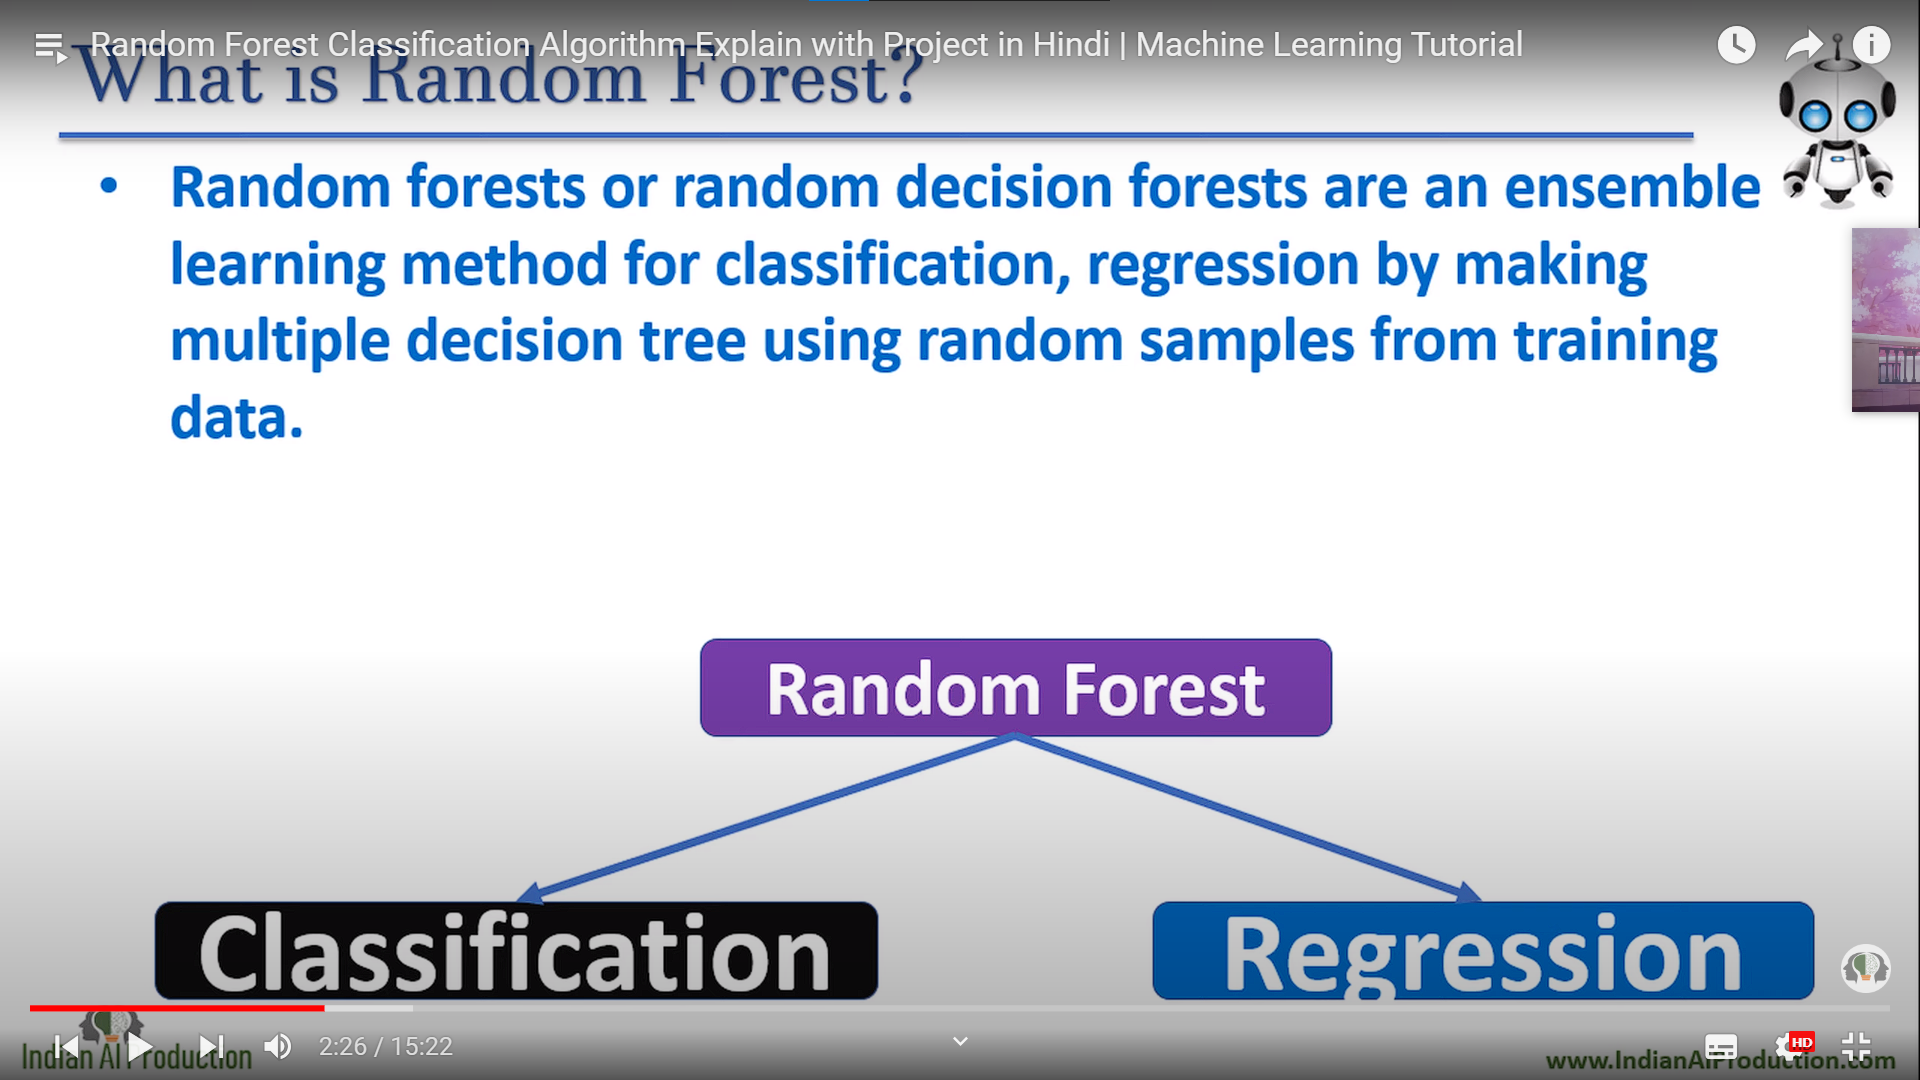 Random Forest Classification Algorithm Explain with Project in Hindi | Machine Learning Tutorial
What is Random Forest?
• Random forests or random decision forests are an ensemble
learning method for classification, regression by making
multiple decision tree using random samples from training
data.
Random Forest
Classification
Regression
2:26 / 15:22
HD
Indian AI Production
www.IndianAIProduction.com